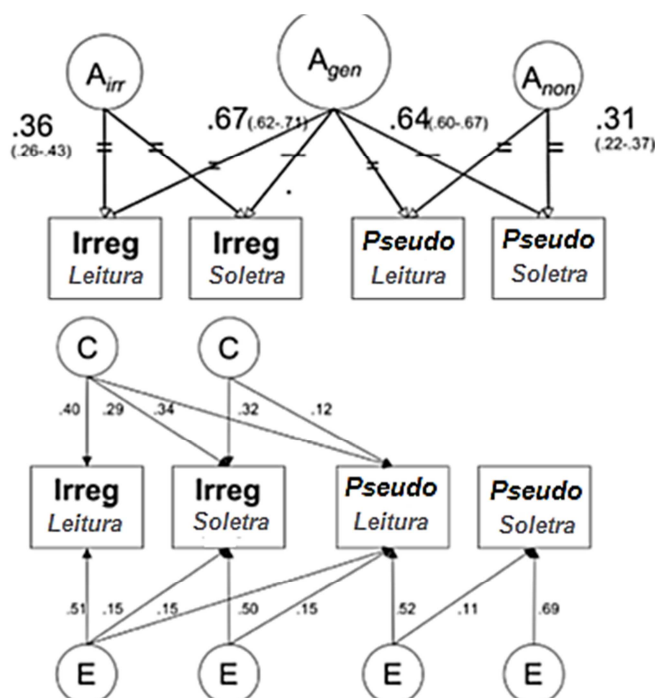 A_irr A_gen A_non
.36 .67 (.62-.71) .64 (.60-.67) .31
(.26-.43) (.22-.37)
Irreg Irreg Pseudo Pseudo
Leitura Soletra Leitura Soletra
C C
.40 .29 .34 .32 .12
Irreg Irreg Pseudo Pseudo
Leitura Soletra Leitura Soletra
.51 .15 .15 .50 .15 .52 .11 .69
E E E E